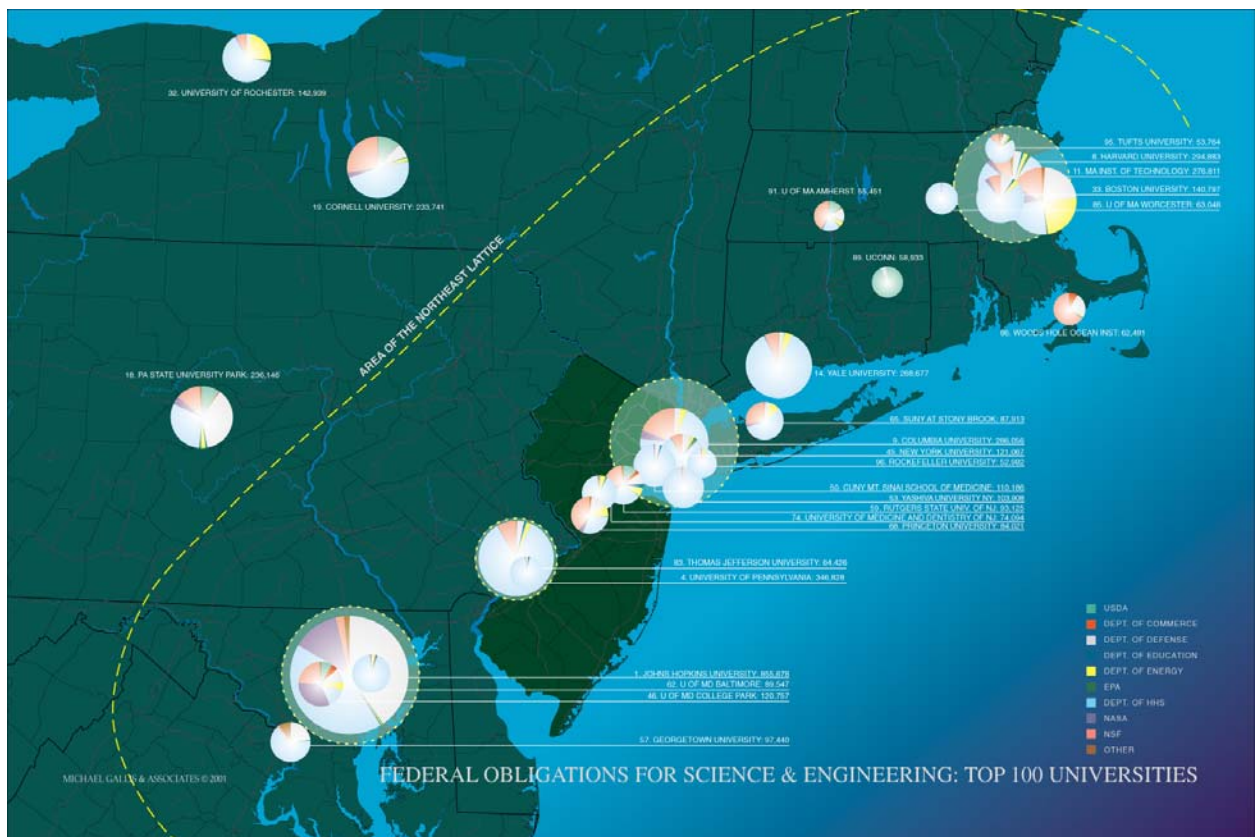 32. UNIVERSITY OF ROCHESTER: 142,939
19. CORNELL UNIVERSITY: 233,741
95. TUFTS UNIVERSITY: 53,764
8. HARVARD UNIVERSITY: 294,883
11. MA INST. OF TECHNOLOGY: 276,811
33. BOSTON UNIVERSITY: 140,797
85. U OF MA WORCESTER: 63,046
91. U OF MA AMHERST: 55,451
89. UCONN: 58,933
86. WOODS HOLE OCEAN INST: 62,491
AREA OF THE NORTHEAST LATTICE
18. PA STATE UNIVERSITY PARK: 236,146
14. YALE UNIVERSITY: 268,677
65. SUNY AT STONY BROOK: 87,913
9. COLUMBIA UNIVERSITY: 286,056
45. NEW YORK UNIVERSITY: 121,067
96. ROCKEFELLER UNIVERSITY: 52,992
50. CUNY MT. SINAI SCHOOL OF MEDICINE: 110,186
53. YASHIVA UNIVERSITY NY: 103,808
59. RUTGERS STATE UNIV. OF NJ: 93,125
74. UNIVERSITY OF MEDICINE AND DENTISTRY OF NJ: 74,094
68. PRINCETON UNIVERSITY: 84,021
83. THOMAS JEFFERSON UNIVERSITY: 64,426
4. UNIVERSITY OF PENNSYLVANIA: 346,829
1. JOHNS HOPKINS UNIVERSITY: 855,878
62. U OF MD BALTIMORE: 89,547
46. U OF MD COLLEGE PARK: 120,757
57. GEORGETOWN UNIVERSITY: 97,440
USDA
DEPT. OF COMMERCE
DEPT. OF DEFENSE
DEPT. OF EDUCATION
DEPT. OF ENERGY
EPA
DEPT. OF HHS
NASA
NSF
OTHER
MICHAEL GALLIS & ASSOCIATES © 2001
FEDERAL OBLIGATIONS FOR SCIENCE & ENGINEERING: TOP 100 UNIVERSITIES